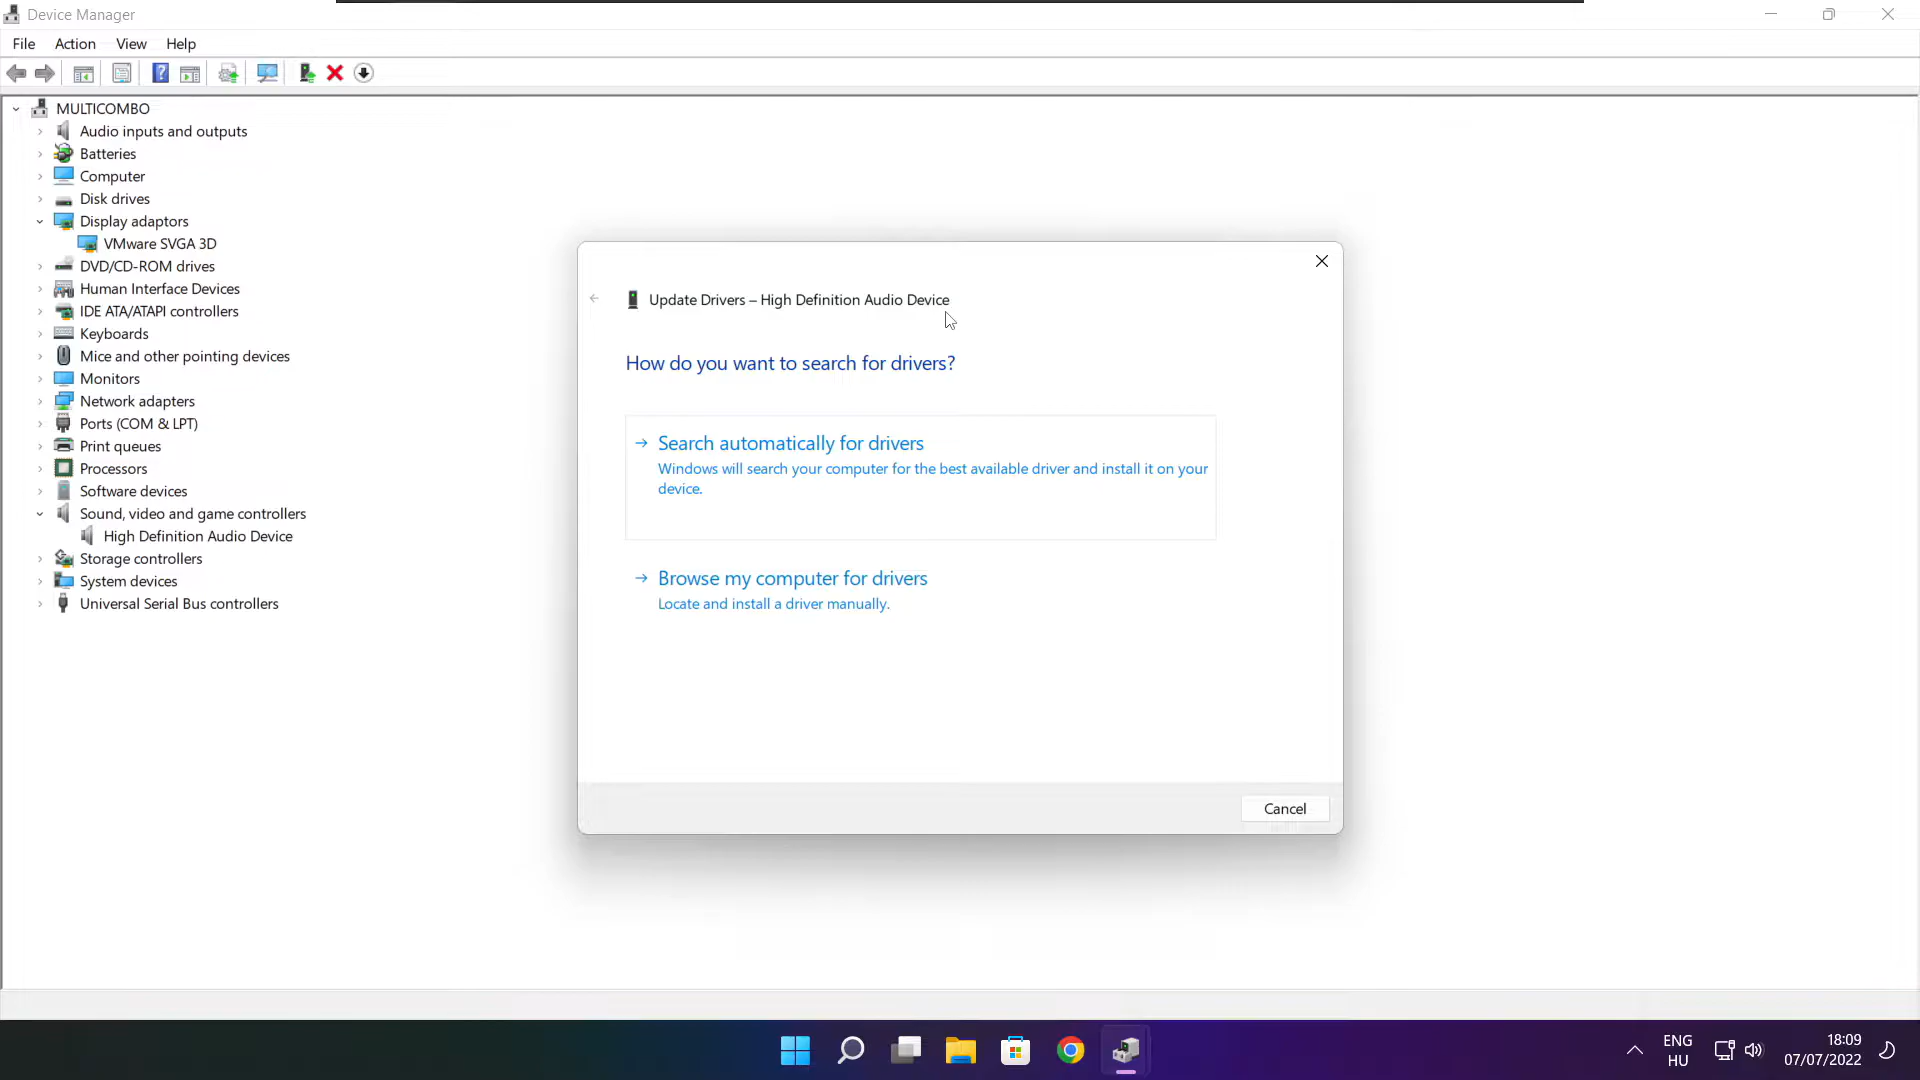 Device Manager
File Action View Help
MULTICOMBO
Audio inputs and outputs
Batteries
Computer
Disk drives
Display adaptors
VMware SVGA 3D
DVD/CD-ROM drives
Human Interface Devices
IDE ATA/ATAPI controllers
Keyboards
Mice and other pointing devices
Monitors
Network adapters
Ports (COM & LPT)
Print queues
Processors
Software devices
Sound, video and game controllers
High Definition Audio Device
Storage controllers
System devices
Universal Serial Bus controllers
Update Drivers – High Definition Audio Device
How do you want to search for drivers?
Search automatically for drivers
Windows will search your computer for the best available driver and install it on your
device.
Browse my computer for drivers
Locate and install a driver manually.
Cancel
ENG
HU
18:09
07/07/2022